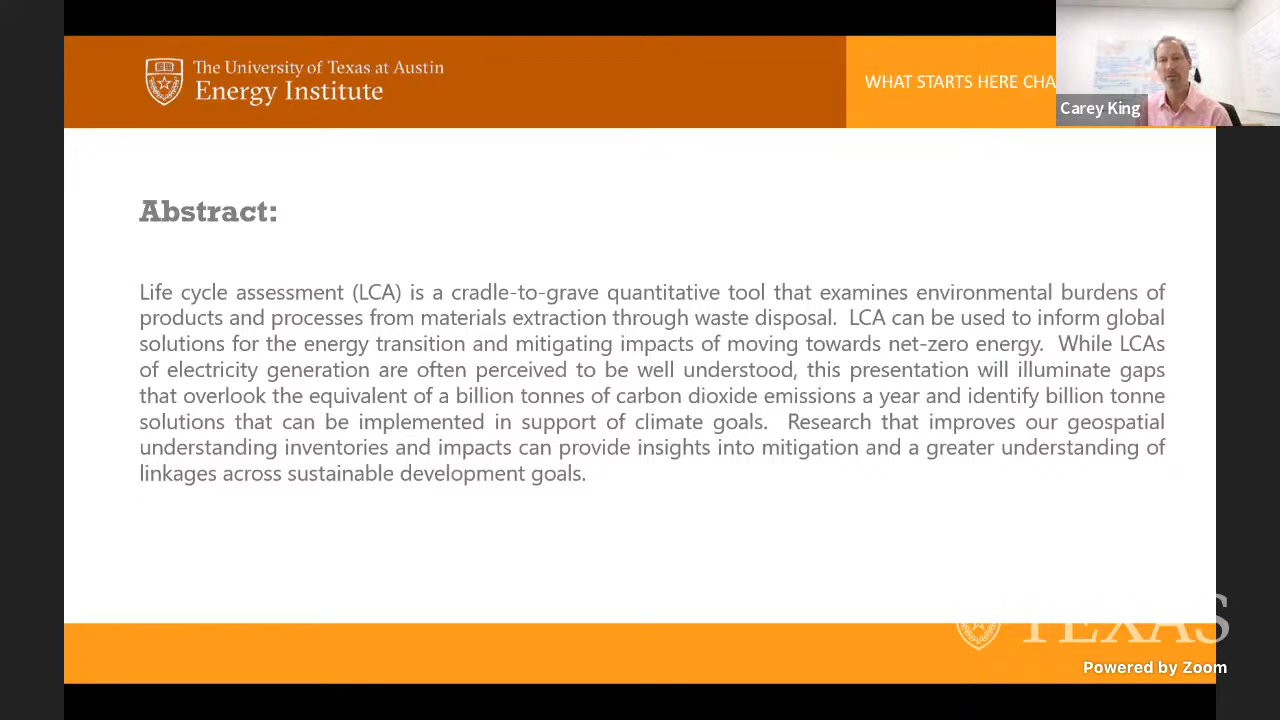 The University of Texas at Austin
Energy Institute
WHAT STARTS HERE CHA
Carey King
Abstract:
Life cycle assessment (LCA) is a cradle-to-grave quantitative tool that examines environmental burdens of
products and processes from materials extraction through waste disposal. LCA can be used to inform global
solutions for the energy transition and mitigating impacts of moving towards net-zero energy. While LCAs
of electricity generation are often perceived to be well understood, this presentation will illuminate gaps
that overlook the equivalent of a billion tonnes of carbon dioxide emissions a year and identify billion tonne
solutions that can be implemented in support of climate goals. Research that improves our geospatial
understanding inventories and impacts can provide insights into mitigation and a greater understanding of
linkages across sustainable development goals.
TEXAS
Powered by Zoom